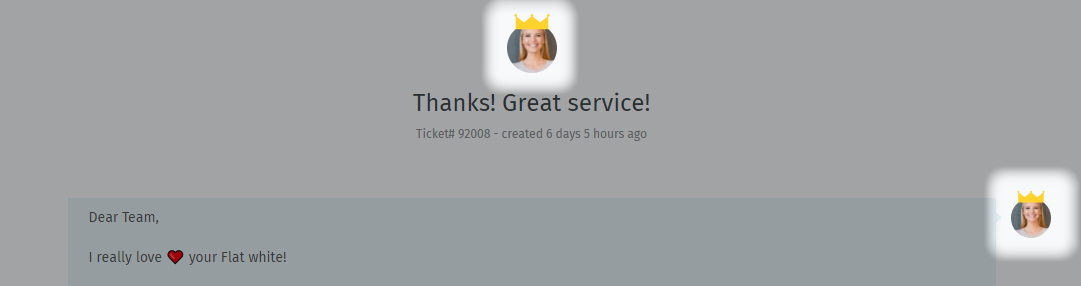 Thanks! Great service!
Ticket# 92008 - created 6 days 5 hours ago
Dear Team,
I really love ❤ your Flat white!